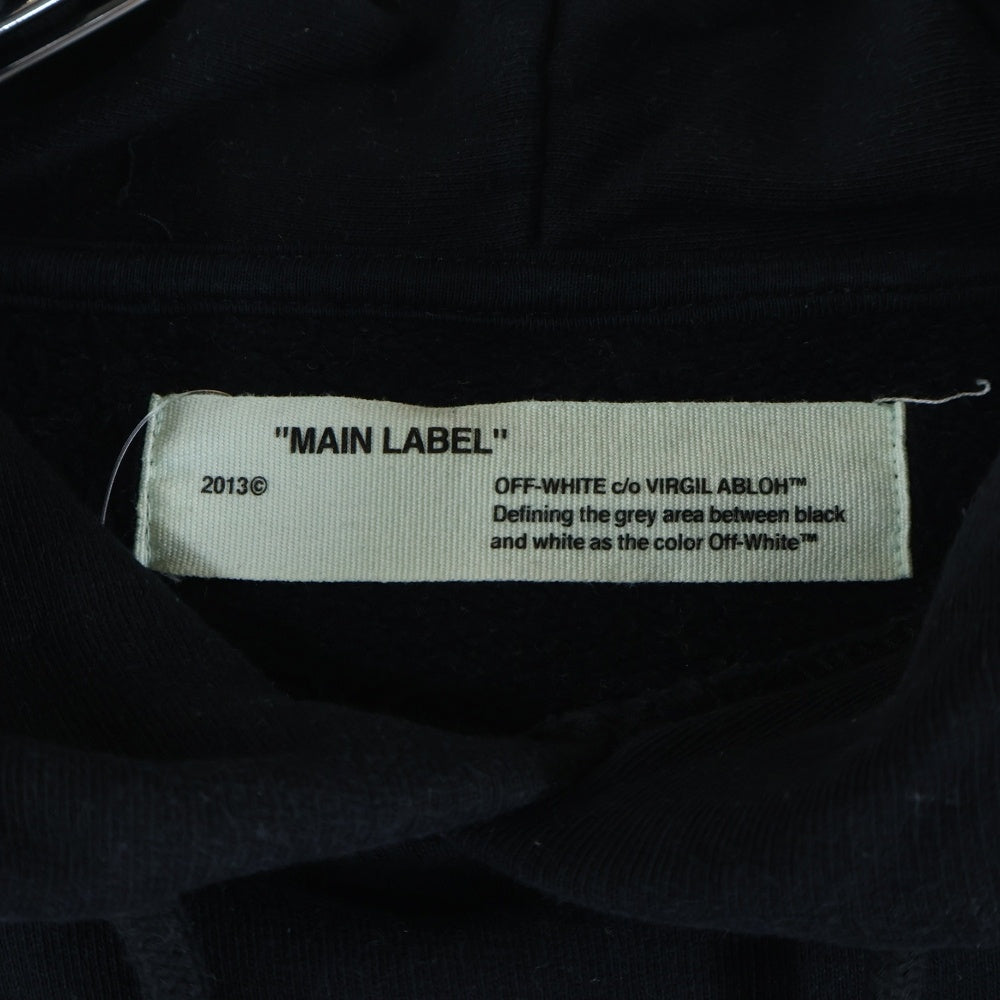 "MAIN LABEL"
2013©
OFF-WHITE c/o VIRGIL ABLOH™
Defining the grey area between black
and white as the color Off-White™